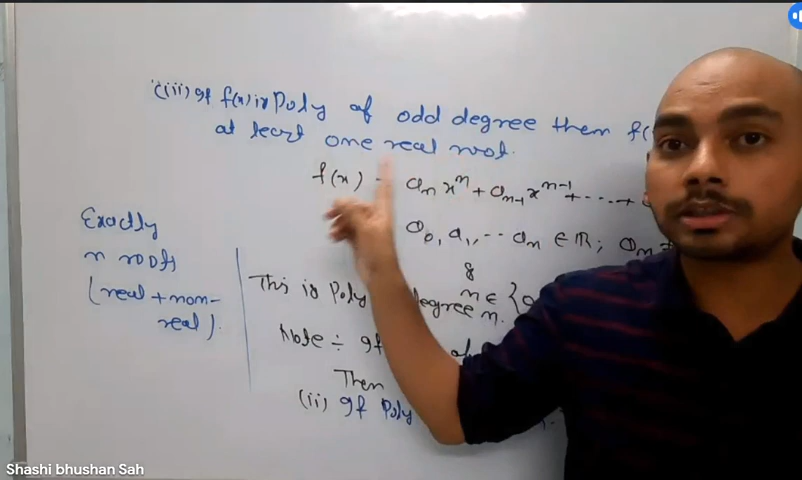 (iii) If f(x) is Poly of odd degree then f(
at least one real root.
f(x) = aₙxⁿ + aₙ₋₁xⁿ⁻¹ + ..... +
a₀, a₁, .. aₙ ∈ ℝ; aₙ ≠
&
n ∈ {0
Exactly
n roots
(real + non-
real).
This is Poly degree n.
Note ÷ If of
Then
(ii) If Poly
Shashi bhushan Sah